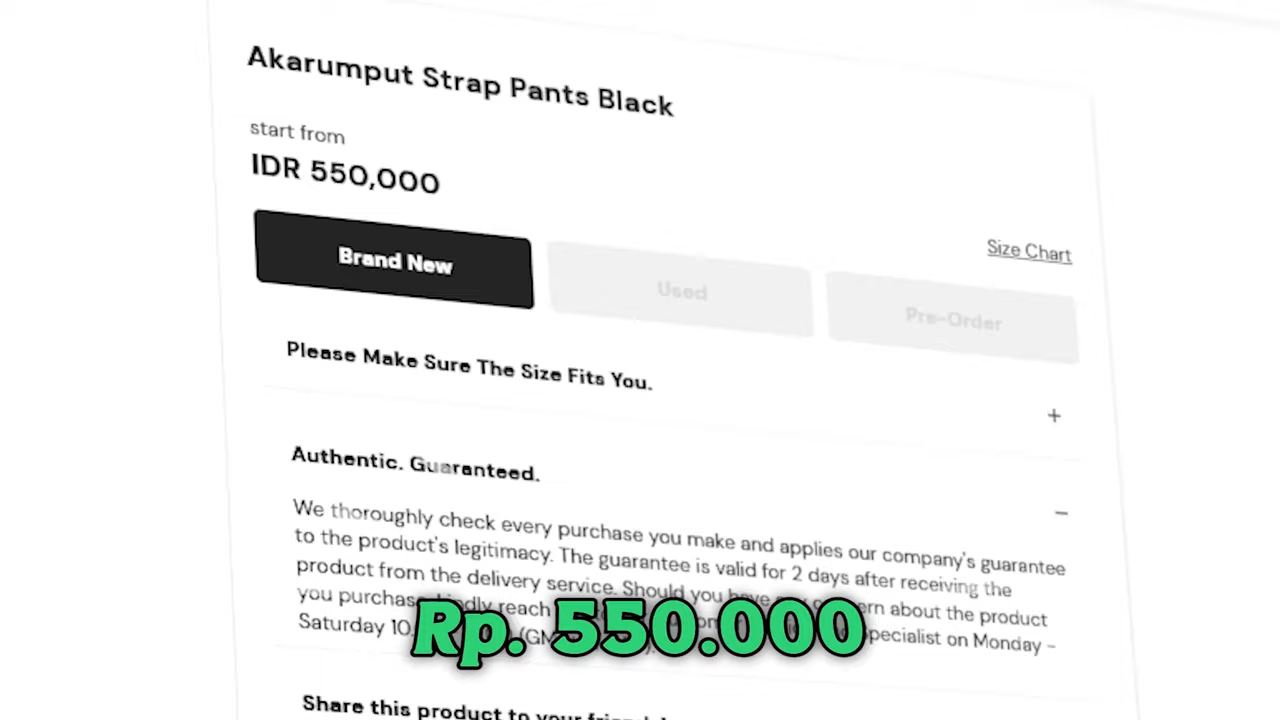 Akarumput Strap Pants Black
start from
IDR 550,000
Size Chart
Brand New
Used
Pre-Order
Please Make Sure The Size Fits You.
+
Authentic. Guaranteed.
−
We thoroughly check every purchase you make and applies our company's guarantee
to the product's legitimacy. The guarantee is valid for 2 days after receiving the
product from the delivery service. Should you have any concern about the product
you purchase kindly reach Specialist on Monday -
Saturday 10. (GM
Rp. 550.000
Share this product to your